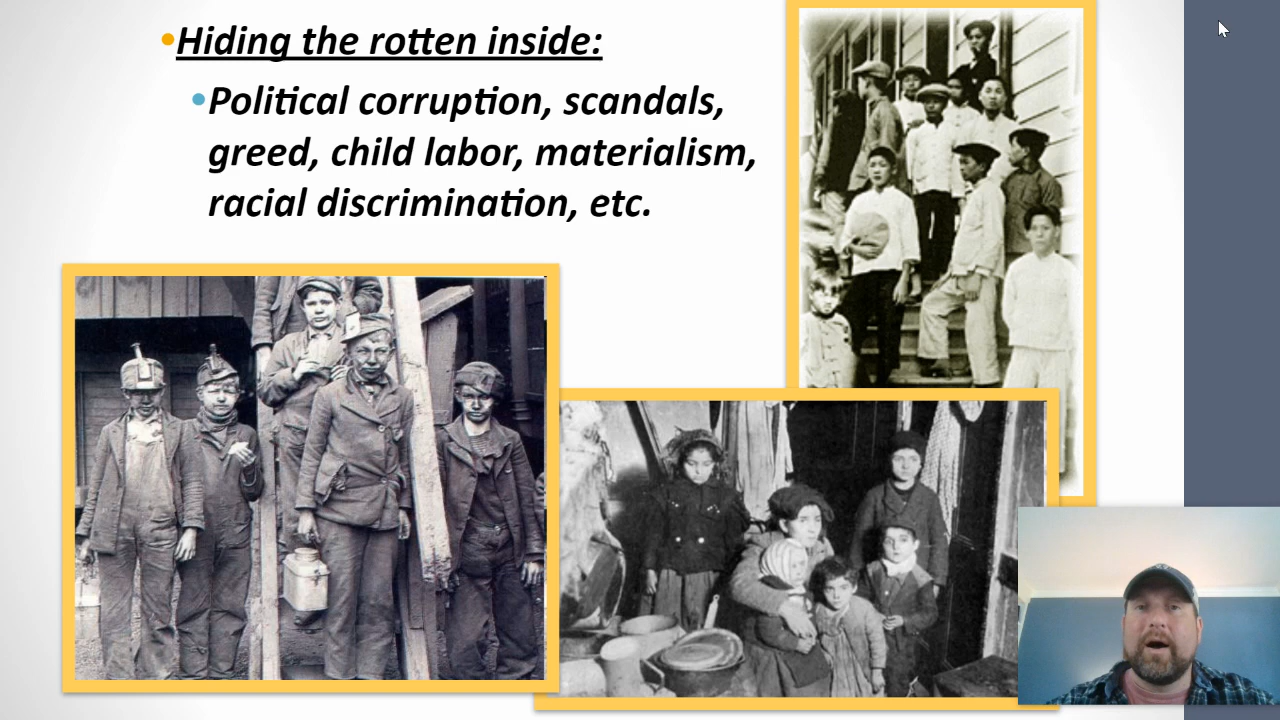 Hiding the rotten inside:
Political corruption, scandals,
greed, child labor, materialism,
racial discrimination, etc.